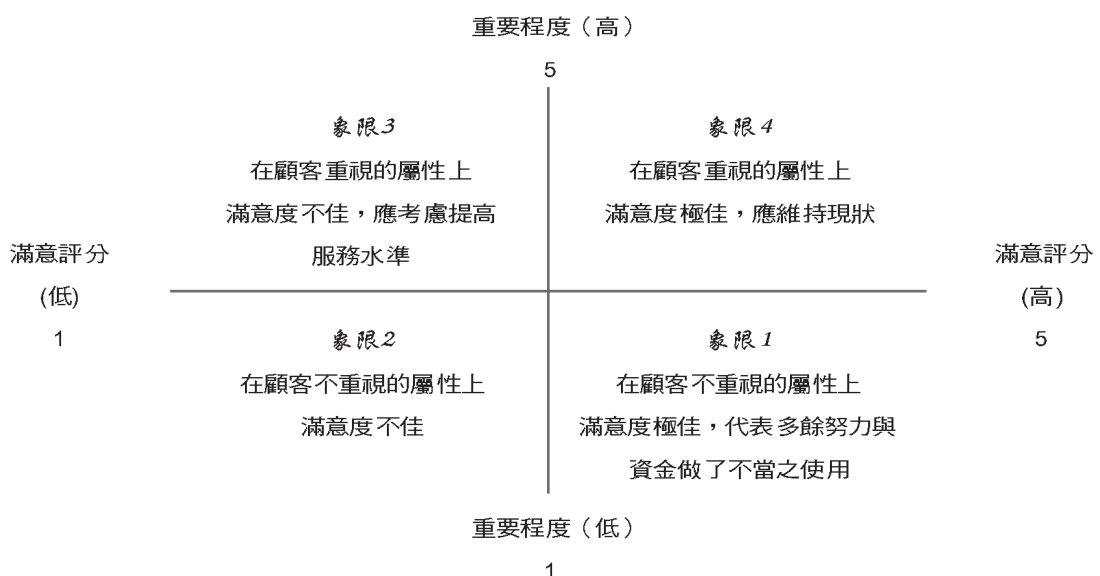 重要程度（高）
5
象限3
在顧客重視的屬性上
滿意度不佳，應考慮提高
服務水準
象限4
在顧客重視的屬性上
滿意度極佳，應維持現狀
滿意評分
(低)
1
滿意評分
(高)
5
象限2
在顧客不重視的屬性上
滿意度不佳
象限1
在顧客不重視的屬性上
滿意度極佳，代表多餘努力與
資金做了不當之使用
重要程度（低）
1